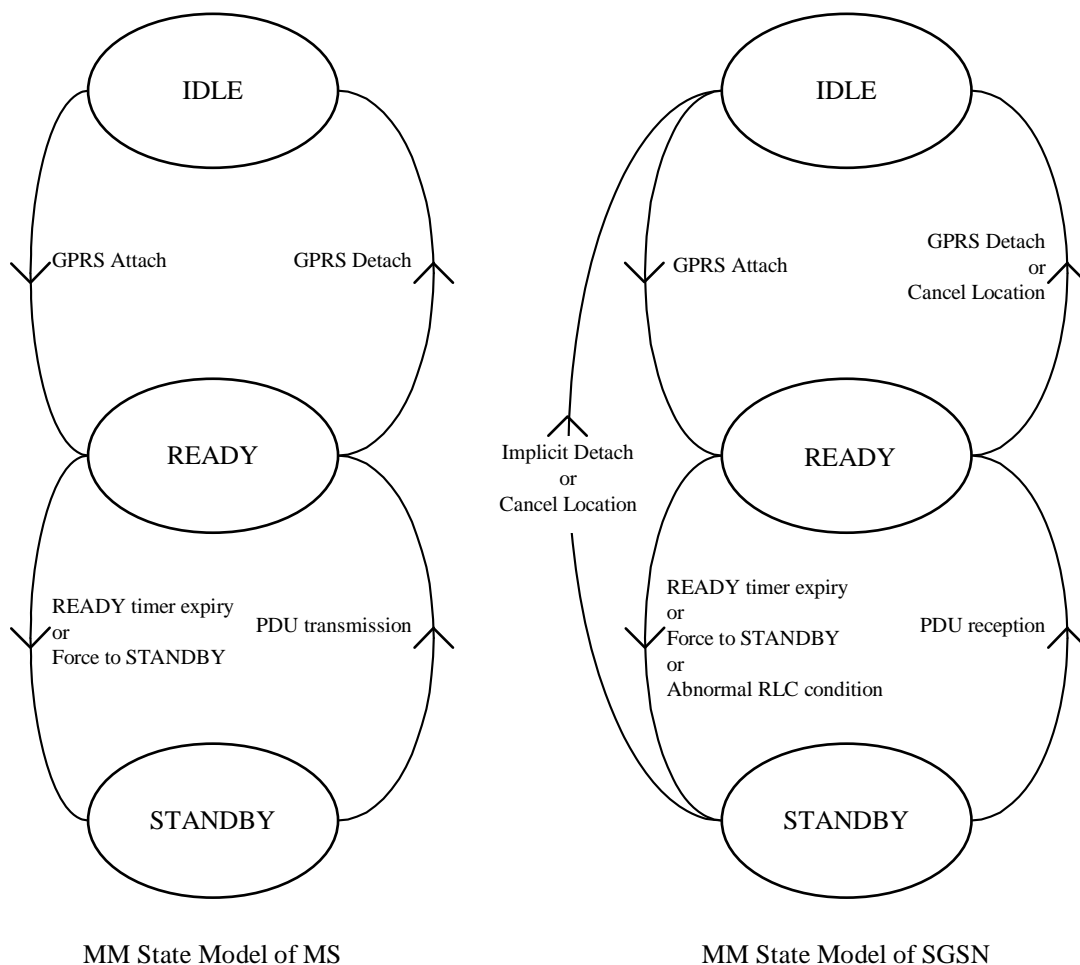 IDLE
GPRS Attach
GPRS Detach
READY
READY timer expiry
or
Force to STANDBY
PDU transmission
STANDBY
MM State Model of MS
IDLE
GPRS Attach
GPRS Detach
or
Cancel Location
Implicit Detach
or
Cancel Location
READY
READY timer expiry
or
Force to STANDBY
or
Abnormal RLC condition
PDU reception
STANDBY
MM State Model of SGSN